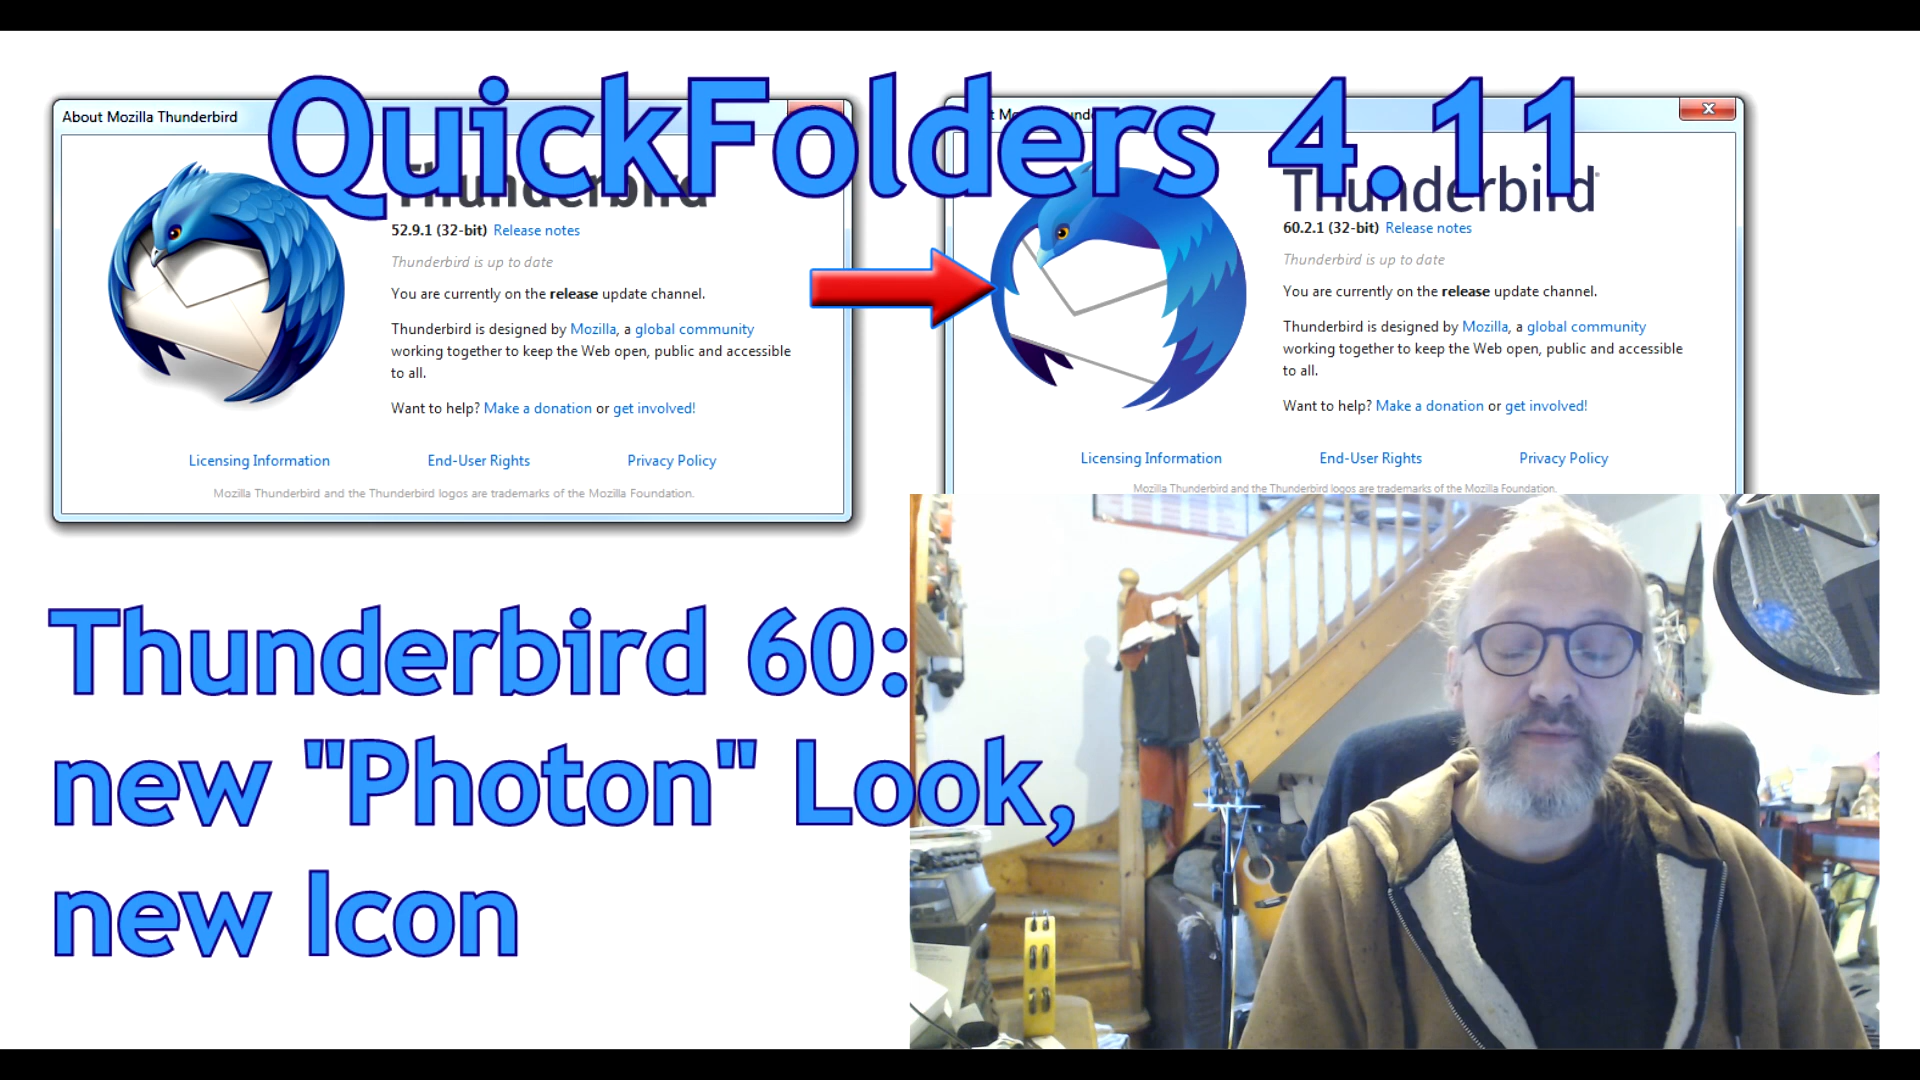 QuickFolders 4.11
About Mozilla Thunderbird
Thunderbird
52.9.1 (32-bit) Release notes
Thunderbird is up to date
You are currently on the release update channel.
Thunderbird is designed by Mozilla, a global community
working together to keep the Web open, public and accessible
to all.
Want to help? Make a donation or get involved!
Licensing Information End-User Rights Privacy Policy
Mozilla Thunderbird and the Thunderbird logos are trademarks of the Mozilla Foundation.
Thunderbird
60.2.1 (32-bit) Release notes
Thunderbird is up to date
You are currently on the release update channel.
Thunderbird is designed by Mozilla, a global community
working together to keep the Web open, public and accessible
to all.
Want to help? Make a donation or get involved!
Licensing Information End-User Rights Privacy Policy
Mozilla Thunderbird and the Thunderbird logos are trademarks of the Mozilla Foundation.
Thunderbird 60:
new "Photon" Look,
new Icon